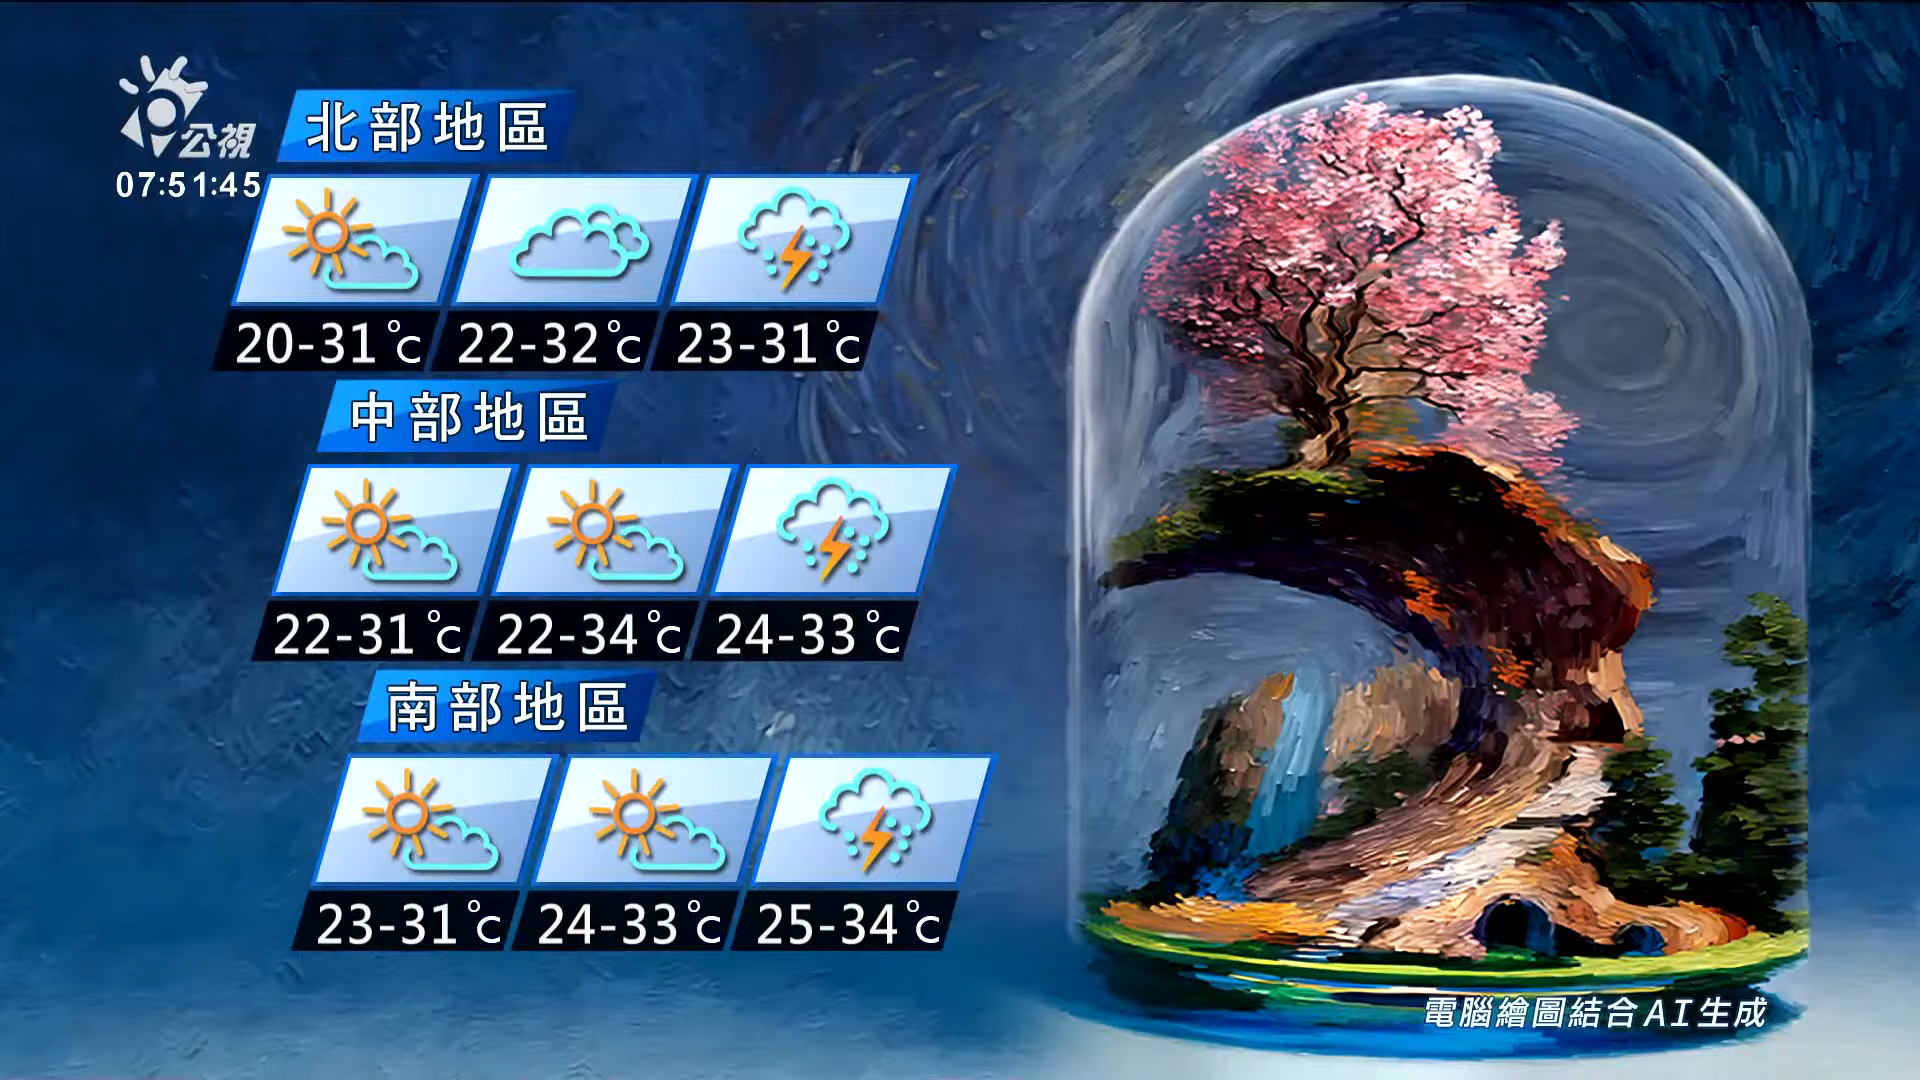 公視
07:51:45
北部地區
20-31℃ 22-32℃ 23-31℃
中部地區
22-31℃ 22-34℃ 24-33℃
南部地區
23-31℃ 24-33℃ 25-34℃
電腦繪圖結合AI生成